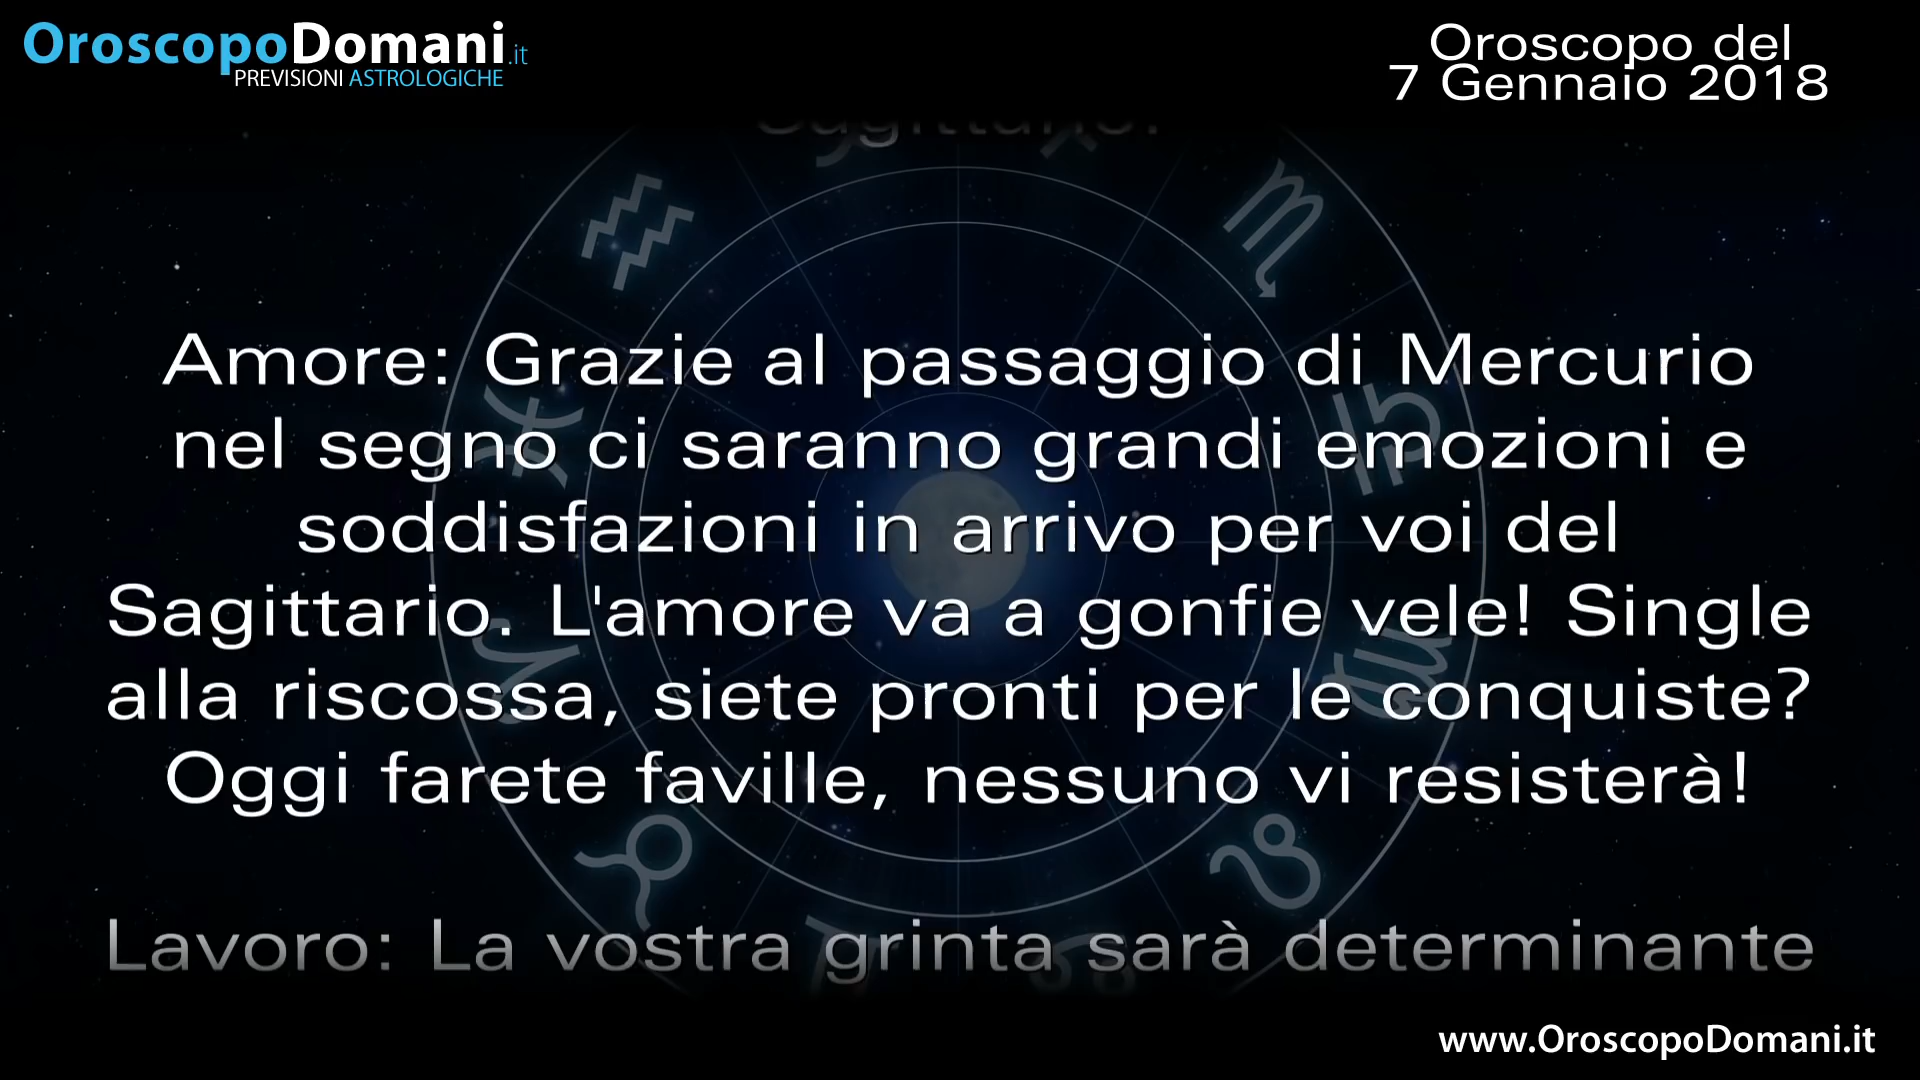 OroscopoDomani.it
PREVISIONI ASTROLOGICHE
Oroscopo del
7 Gennaio 2018
Sagittario:
Amore: Grazie al passaggio di Mercurio
nel segno ci saranno grandi emozioni e
soddisfazioni in arrivo per voi del
Sagittario. L'amore va a gonfie vele! Single
alla riscossa, siete pronti per le conquiste?
Oggi farete faville, nessuno vi resisterà!
Lavoro: La vostra grinta sarà determinante
www.OroscopoDomani.it